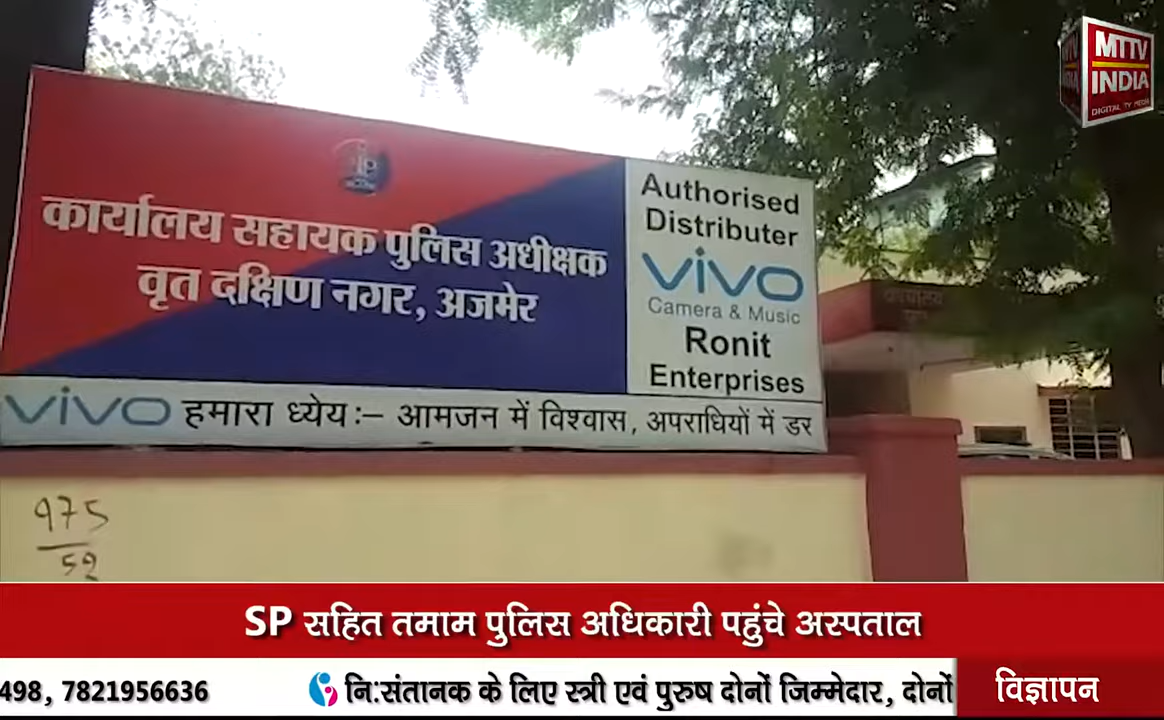 MTTV
INDIA
DIGITAL TV MEDIA
कार्यालय सहायक पुलिस अधीक्षक
वृत दक्षिण नगर, अजमेर
Authorised
Distributer
vivo
Camera & Music
Ronit
Enterprises
vivo हमारा ध्येय :– आमजन में विश्वास, अपराधियों में डर
975
52
SP सहित तमाम पुलिस अधिकारी पहुंचे अस्पताल
498, 7821956636 नि:संतानक के लिए स्त्री एवं पुरुष दोनों जिम्मेदार, दोनों विज्ञापन